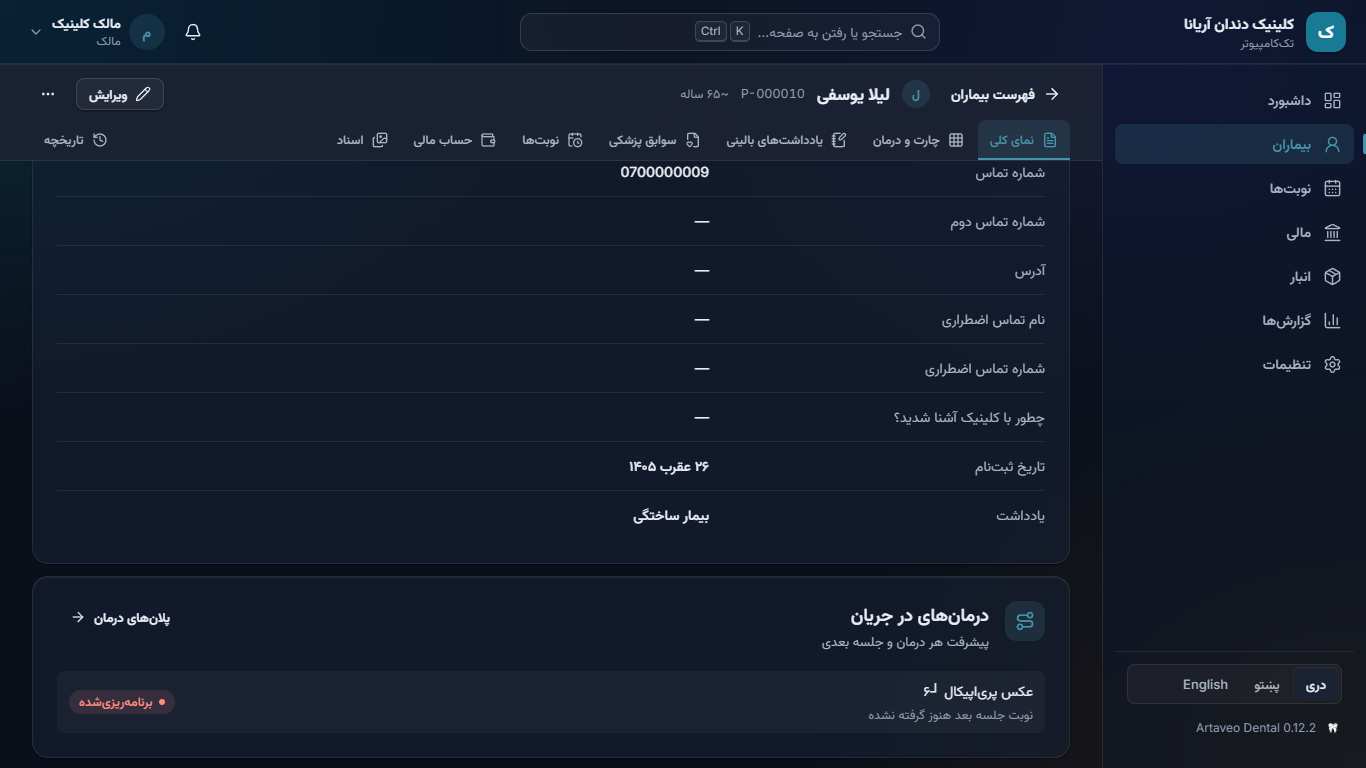 کلینیک دندان آریانا
تک‌کامپیوتر
ک
جستجو یا رفتن به صفحه...
Ctrl K
مالک کلینیک
مالک
م
داشبورد
بیماران
نوبت‌ها
مالی
انبار
گزارش‌ها
تنظیمات
دری
پښتو
English
Artaveo Dental 0.12.2
فهرست بیماران
ل
لیلا یوسفی
P-000010
~۶۵ ساله
ویرایش
نمای کلی
چارت و درمان
یادداشت‌های بالینی
سوابق پزشکی
نوبت‌ها
حساب مالی
اسناد
تاریخچه
شماره تماس 0700000009
شماره تماس دوم —
آدرس —
نام تماس اضطراری —
شماره تماس اضطراری —
چطور با کلینیک آشنا شدید؟ —
تاریخ ثبت‌نام ۲۶ عقرب ۱۴۰۵
یادداشت بیمار ساختگی
درمان‌های در جریان
پیشرفت هر درمان و جلسه بعدی
پلان‌های درمان
عکس پری‌اپیکال ۶
نوبت جلسه بعد هنوز گرفته نشده
برنامه‌ریزی‌شده